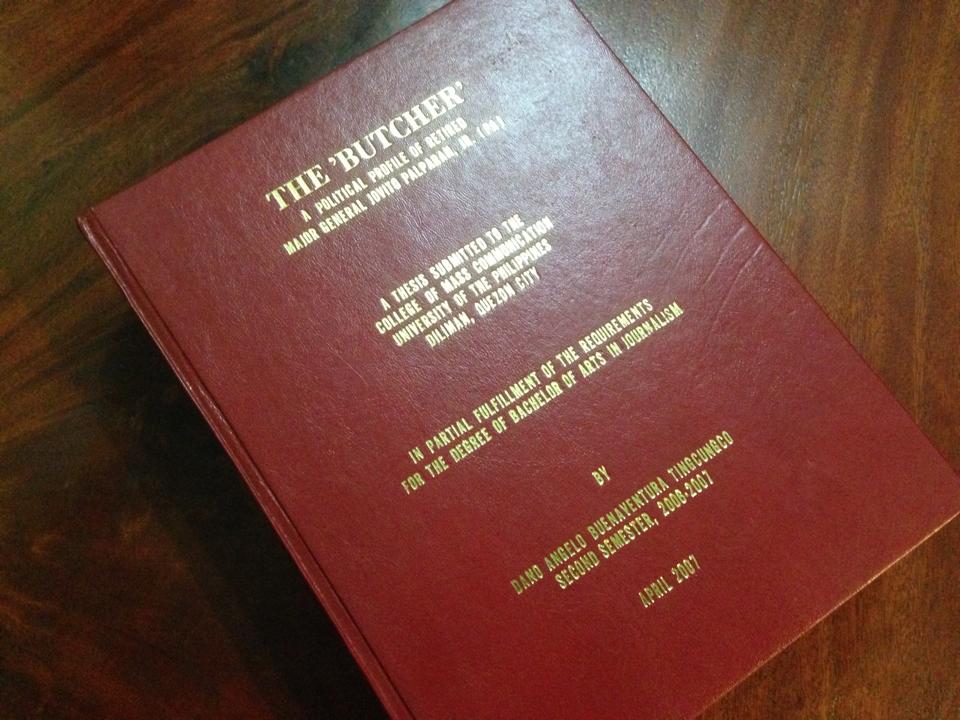 THE 'BUTCHER'
A POLITICAL PROFILE OF RETIRED
MAJOR GENERAL JOVITO PALPARAN, JR.
A THESIS SUBMITTED TO THE
COLLEGE OF MASS COMMUNICATION
UNIVERSITY OF THE PHILIPPINES
DILIMAN, QUEZON CITY
IN PARTIAL FULFILLMENT OF THE REQUIREMENTS
FOR THE DEGREE OF BACHELOR OF ARTS IN JOURNALISM
BY
DANO ANGELO BUENAVENTURA TINGCUNGCO
SECOND SEMESTER, 2006-2007
APRIL 2007